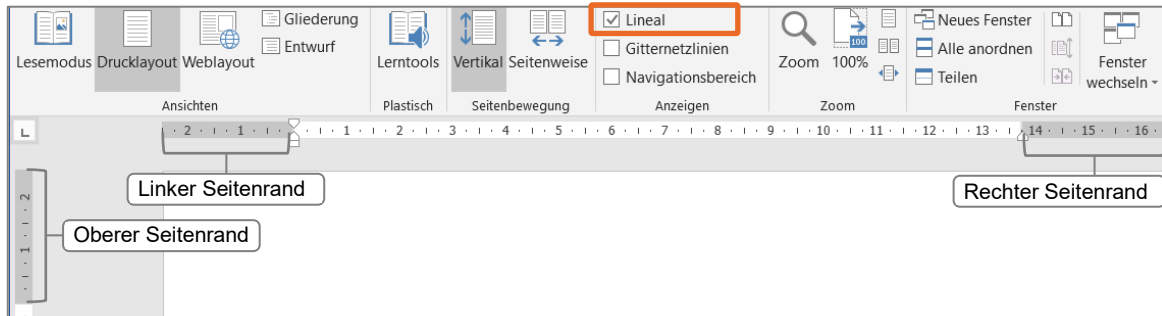 Lesemodus Drucklayout Weblayout
Gliederung
Entwurf
Ansichten
Lerntools
Plastisch
Vertikal Seitenweise
Seitenbewegung
Lineal
Gitternetzlinien
Navigationsbereich
Anzeigen
Zoom 100%
100
Zoom
Neues Fenster
Alle anordnen
Teilen
Fenster
wechseln
Fenster
2 1 1 2 3 4 5 6 7 8 9 10 11 12 13 14 15 16
Linker Seitenrand
Rechter Seitenrand
2
1
Oberer Seitenrand